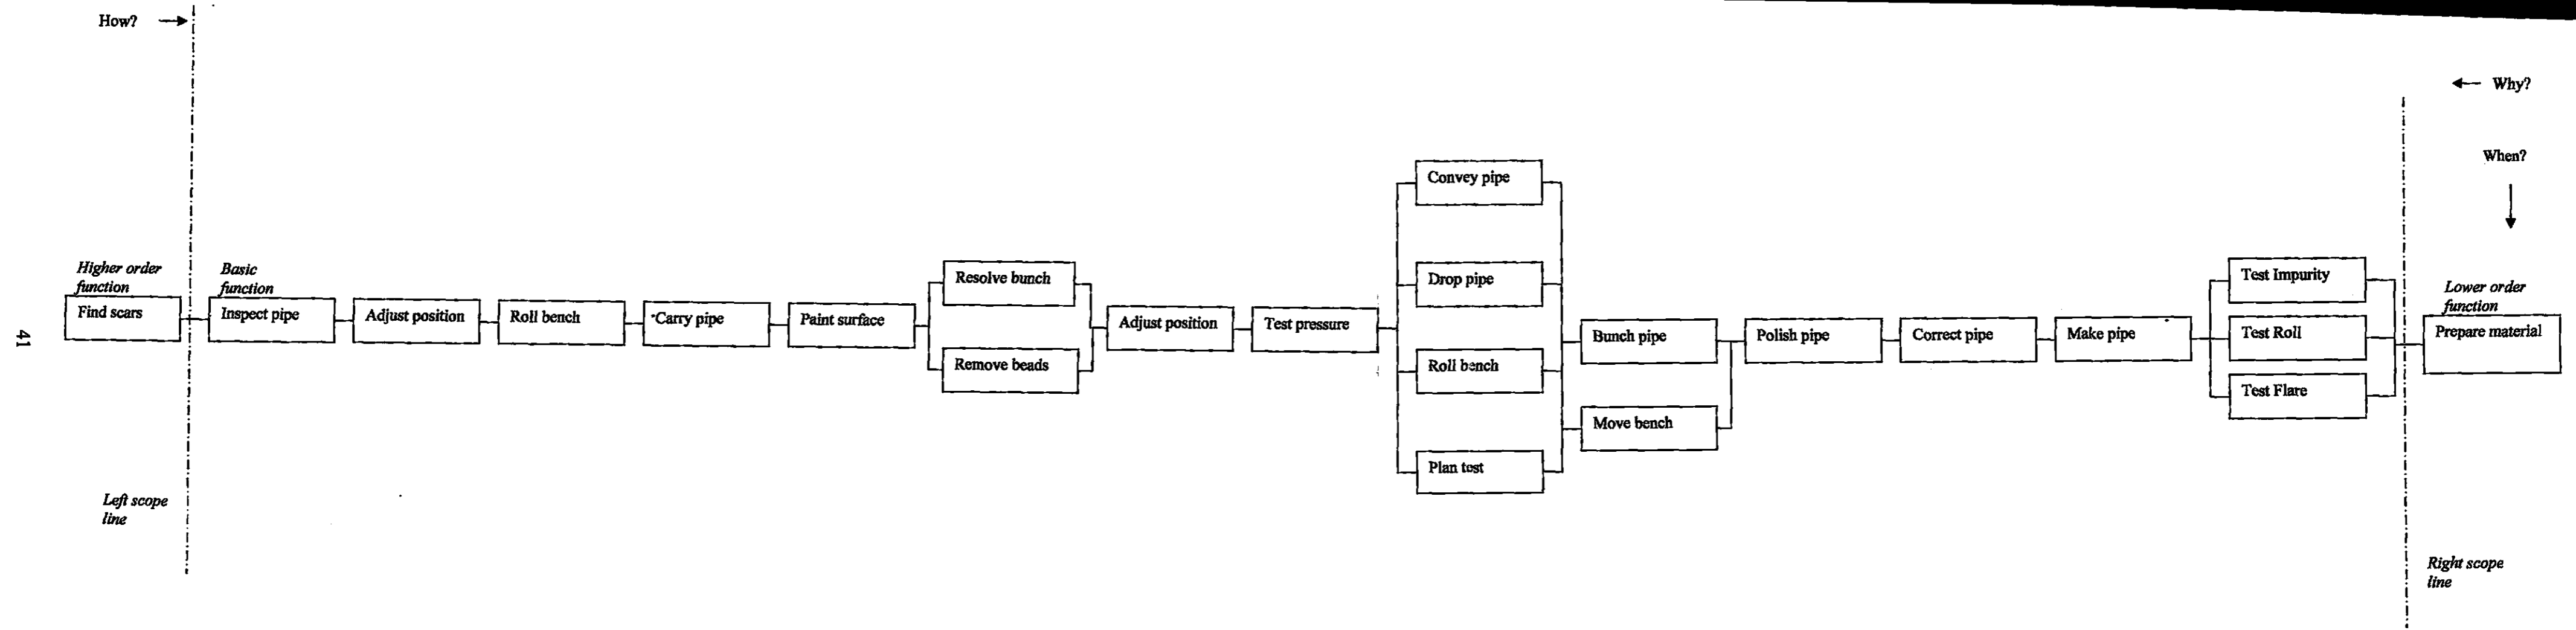 How?
Why?
When?
Convey pipe
Higher order
function
Basic
function
Resolve bunch
Drop pipe
Test Impurity
Lower order
function
Find scars
Inspect pipe
Adjust position
Roll bench
Carry pipe
Paint surface
Adjust position
Test pressure
Bunch pipe
Polish pipe
Correct pipe
Make pipe
Test Roll
Prepare material
41
Remove beads
Roll bench
Test Flare
Move bench
Plan test
Left scope
line
Right scope
line